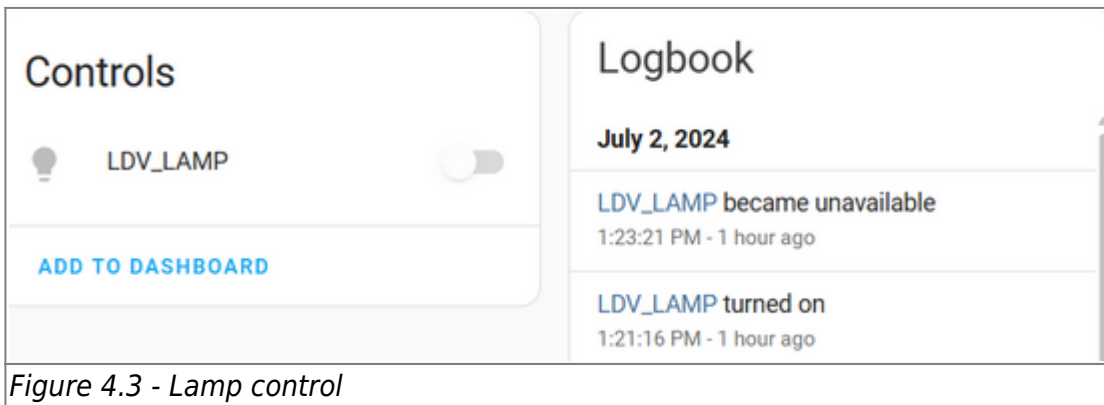 Controls
LDV_LAMP
ADD TO DASHBOARD
Logbook
July 2, 2024
LDV_LAMP became unavailable
1:23:21 PM - 1 hour ago
LDV_LAMP turned on
1:21:16 PM - 1 hour ago
Figure 4.3 - Lamp control